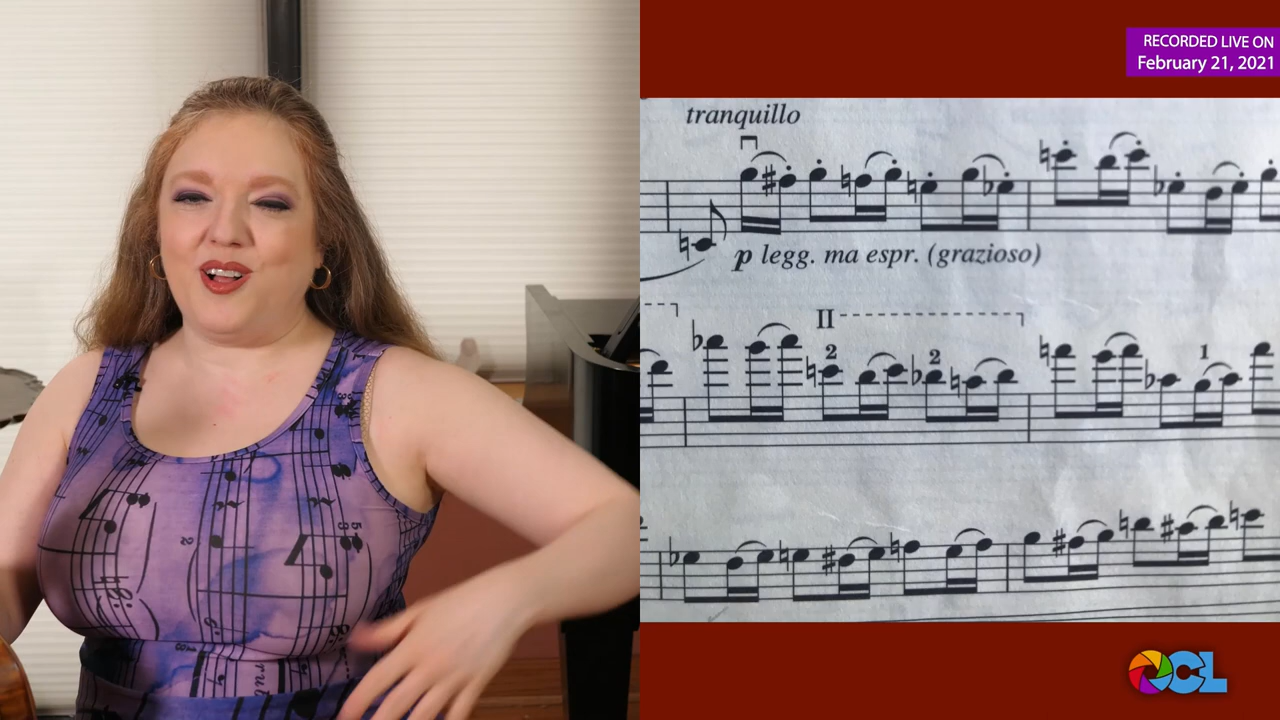 RECORDED LIVE ON
February 21, 2021
tranquillo
p legg. ma espr. (grazioso)
II
2
2
1
OCL